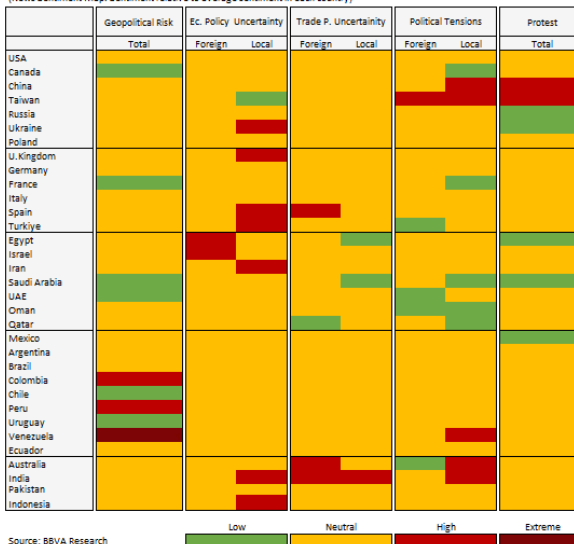 Geopolitical Risk Ec. Policy Uncertainty Trade P. Uncertainty Political Tensions Protest
Total Foreign Local Foreign Local Foreign Local Total
USA
Canada
China
Taiwan
Russia
Ukraine
Poland
U.Kingdom
Germany
France
Italy
Spain
Turkiye
Egypt
Israel
Iran
Saudi Arabia
UAE
Oman
Qatar
Mexico
Argentina
Brazil
Colombia
Chile
Peru
Uruguay
Venezuela
Ecuador
Australia
India
Pakistan
Indonesia
Low Neutral High Extreme
Source: BBVA Research